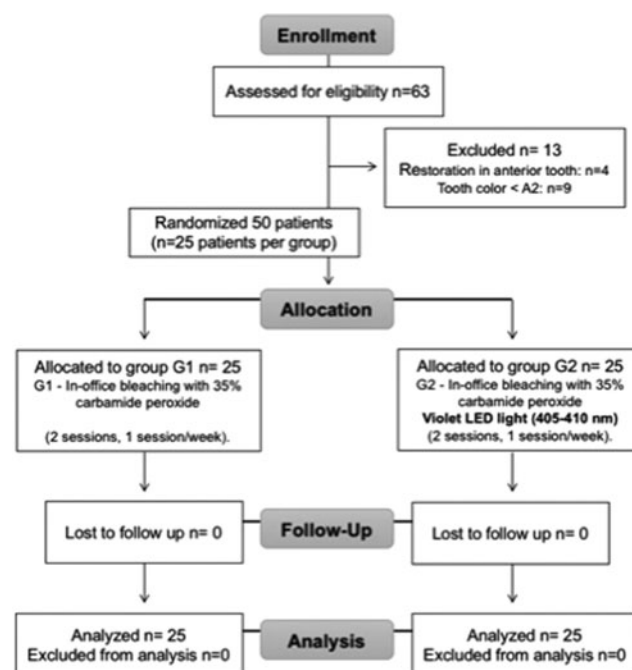 Enrollment
Assessed for eligibility n=63
Excluded n= 13
Restoration in anterior tooth: n=4
Tooth color < A2: n=9
Randomized 50 patients
(n=25 patients per group)
Allocation
Allocated to group G1 n= 25
G1 - In-office bleaching with 35%
carbamide peroxide
(2 sessions, 1 session/week).
Allocated to group G2 n= 25
G2 - In-office bleaching with 35%
carbamide peroxide
Violet LED light (405-410 nm)
(2 sessions, 1 session/week).
Lost to follow up n= 0
Follow-Up
Lost to follow up n= 0
Analyzed n= 25
Excluded from analysis n=0
Analysis
Analyzed n= 25
Excluded from analysis n=0